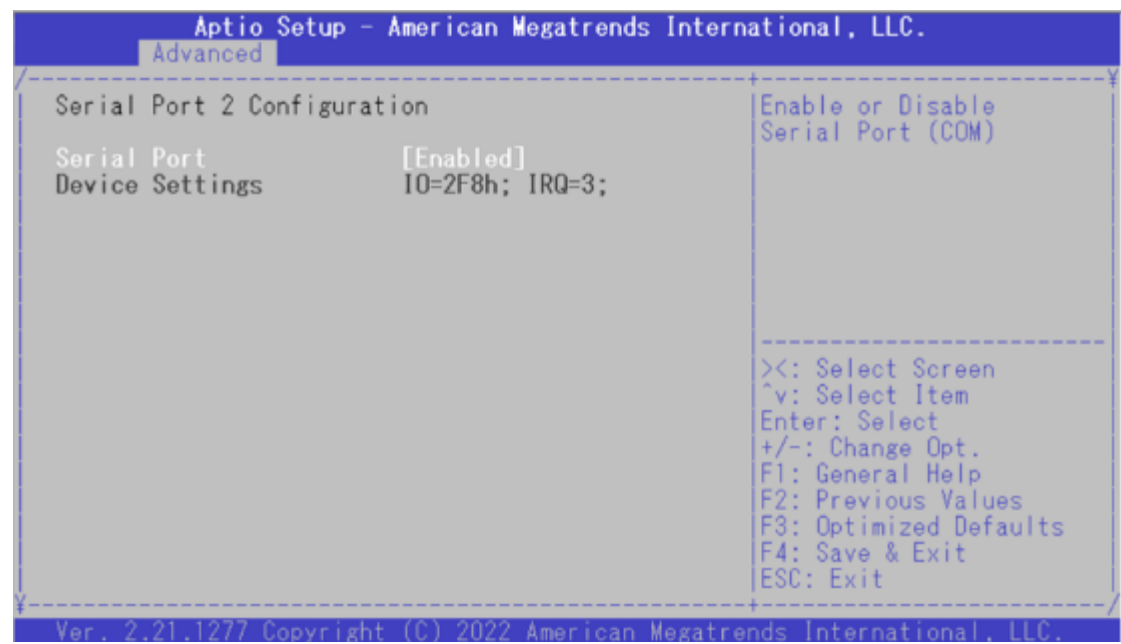 Aptio Setup - American Megatrends International, LLC.
Advanced
Serial Port 2 Configuration
Serial Port [Enabled]
Device Settings IO=2F8h; IRQ=3;
Enable or Disable
Serial Port (COM)
><: Select Screen
^v: Select Item
Enter: Select
+/-: Change Opt.
F1: General Help
F2: Previous Values
F3: Optimized Defaults
F4: Save & Exit
ESC: Exit
Ver. 2.21.1277 Copyright (C) 2022 American Megatrends International, LLC.